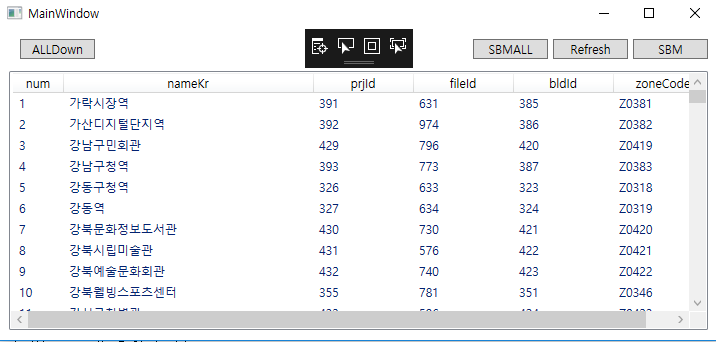 MainWindow
ALLDown SBMALL Refresh SBM
num nameKr prjId fileId bldId zoneCode
1 가락시장역 391 631 385 Z0381
2 가산디지털단지역 392 974 386 Z0382
3 강남구민회관 429 796 420 Z0419
4 강남구청역 393 773 387 Z0383
5 강동구청역 326 633 323 Z0318
6 강동역 327 634 324 Z0319
7 강북문화정보도서관 430 730 421 Z0420
8 강북시립미술관 431 576 422 Z0421
9 강북예술문화회관 432 740 423 Z0422
10 강북웰빙스포츠센터 355 781 351 Z0346